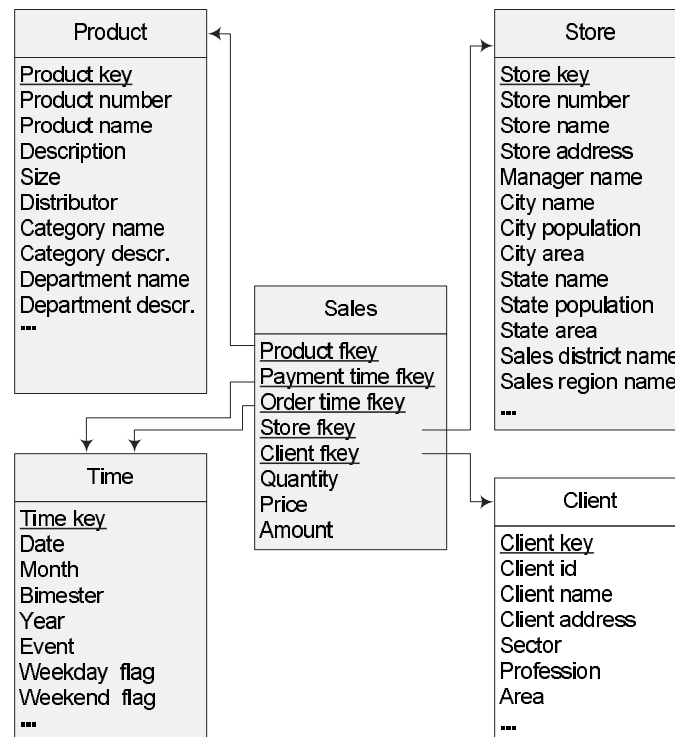 Product
Product key
Product number
Product name
Description
Size
Distributor
Category name
Category descr.
Department name
Department descr.
...
Store
Store key
Store number
Store name
Store address
Manager name
City name
City population
City area
State name
State population
State area
Sales district name
Sales region name
...
Sales
Product fkey
Payment time fkey
Order time fkey
Store fkey
Client fkey
Quantity
Price
Amount
Time
Time key
Date
Month
Bimester
Year
Event
Weekday flag
Weekend flag
...
Client
Client key
Client id
Client name
Client address
Sector
Profession
Area
...